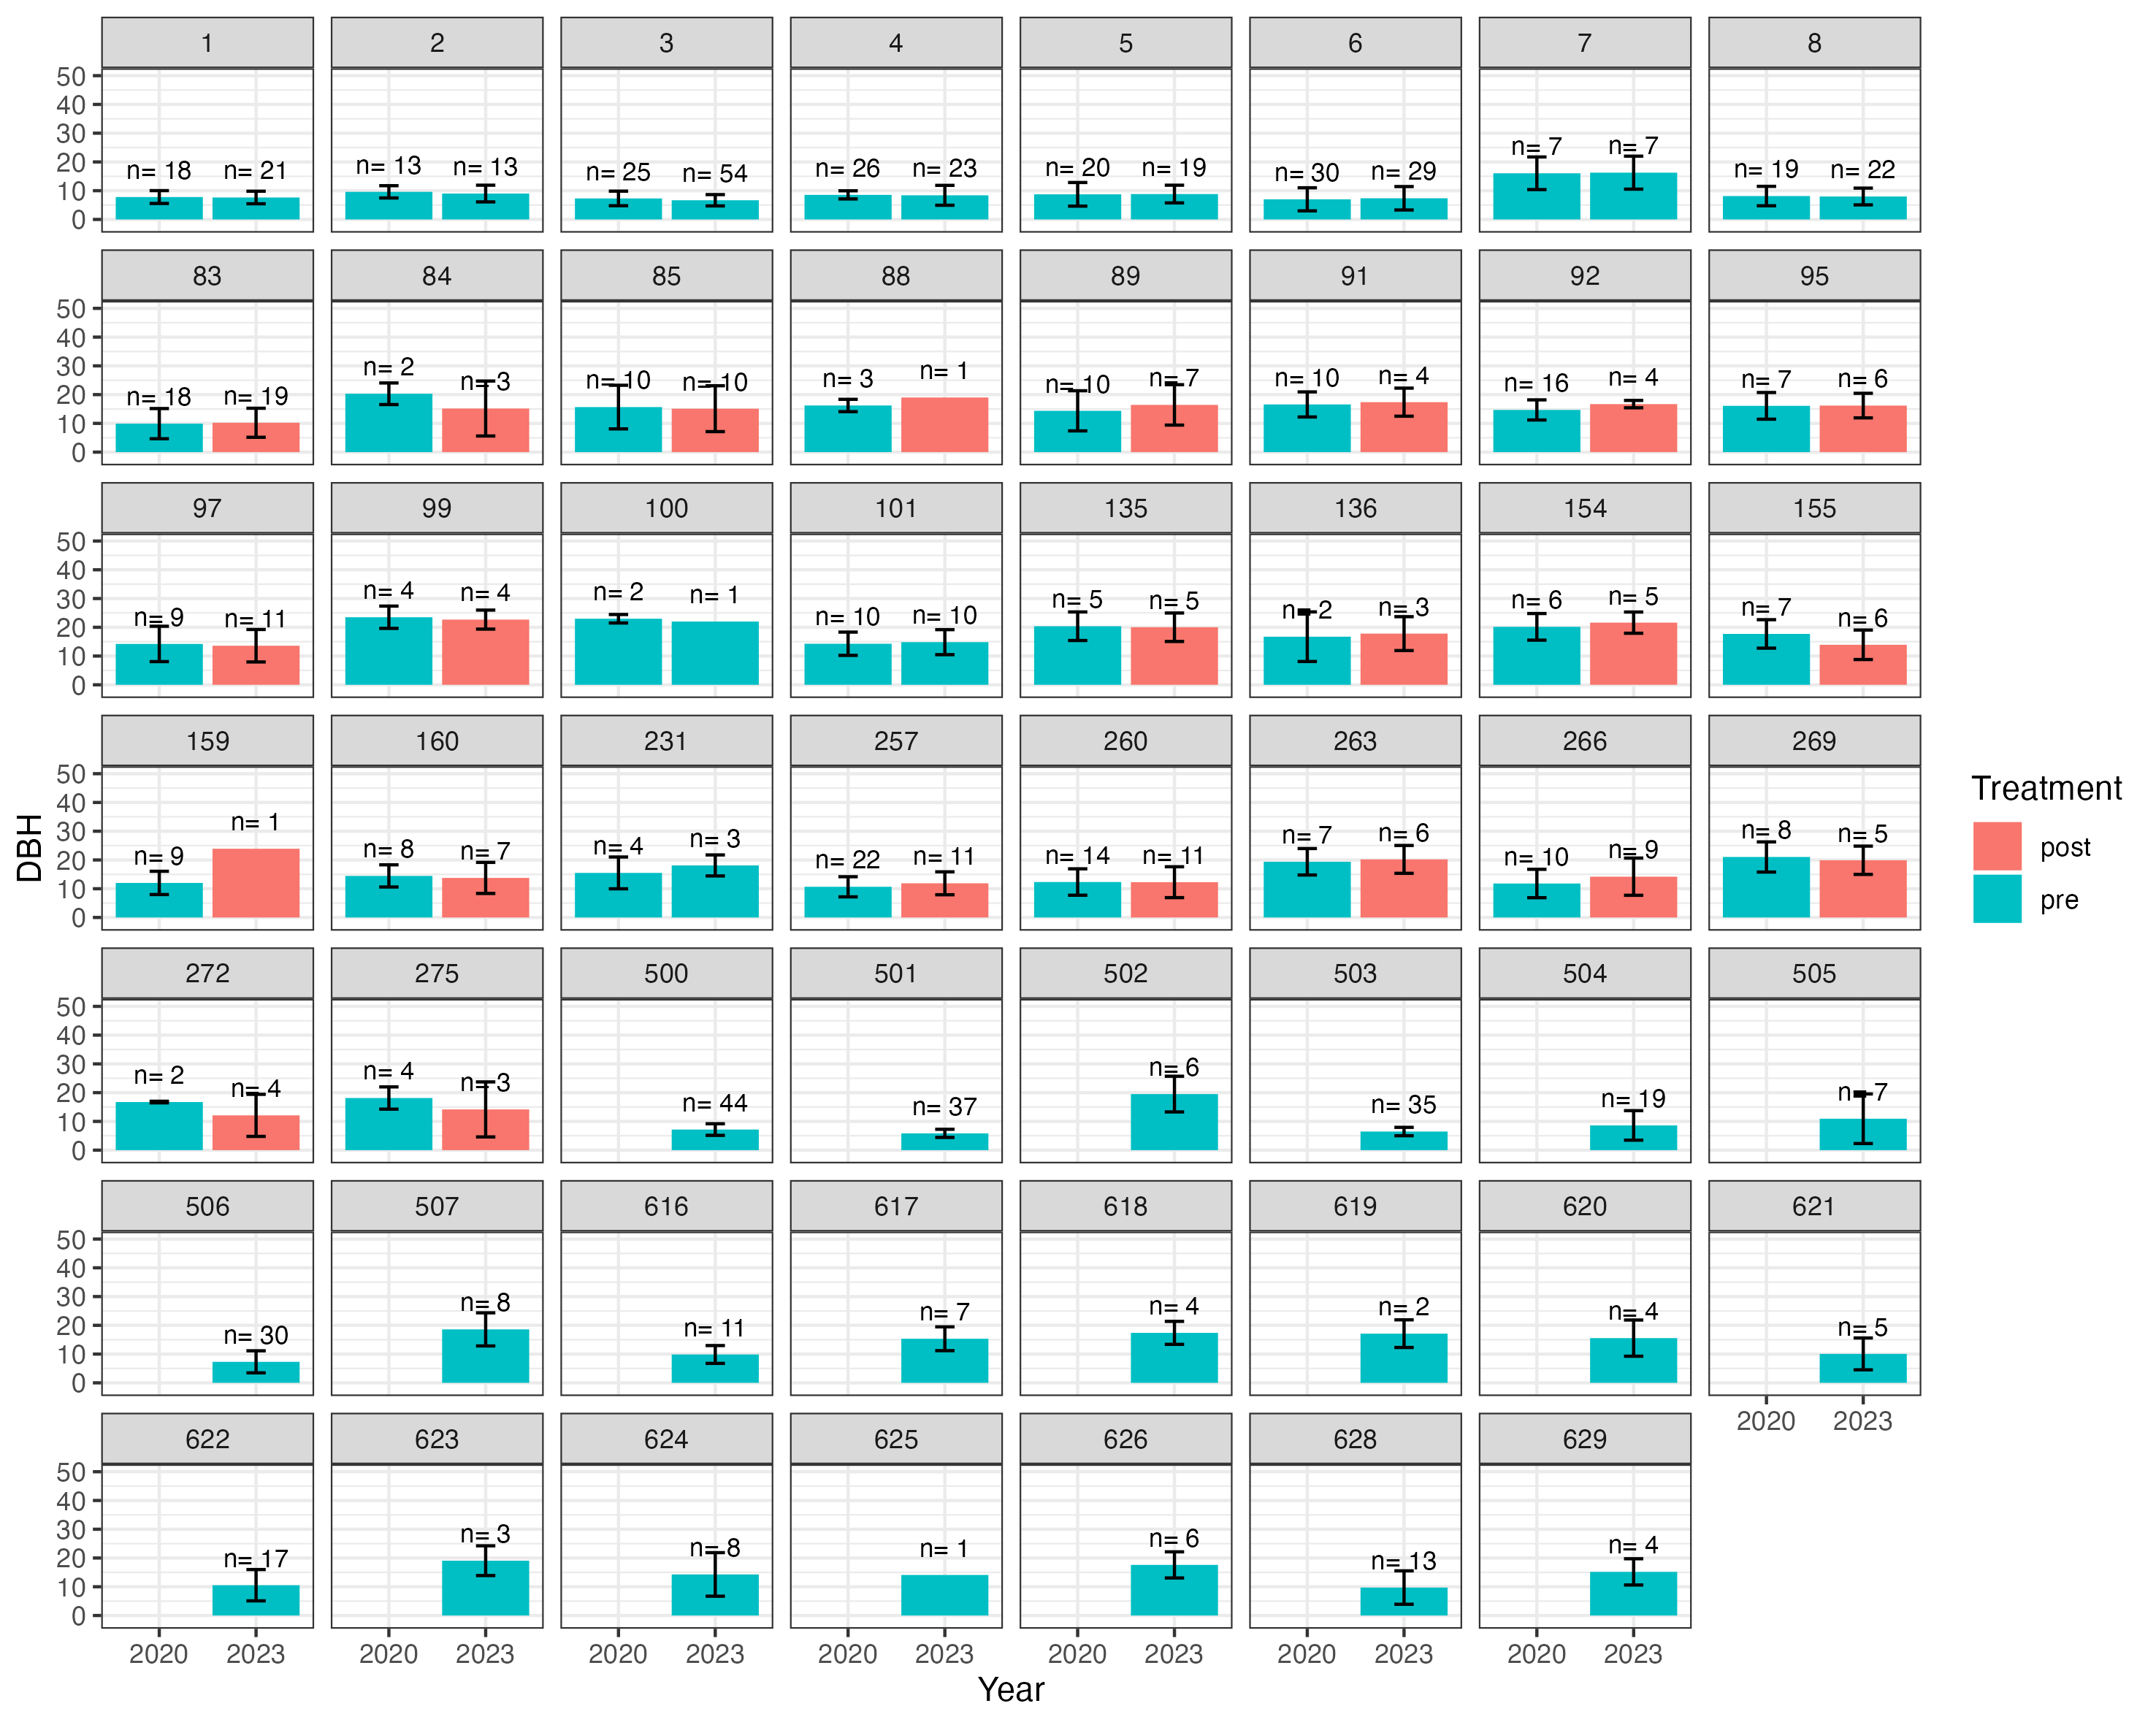 1 2 3 4 5 6 7 8
50
40
30
20
10
0
n= 18 n= 21 n= 13 n= 13 n= 25 n= 54 n= 26 n= 23 n= 20 n= 19 n= 30 n= 29 n= 7 n= 7 n= 19 n= 22
83 84 85 88 89 91 92 95
50
40
30
20
10
0
n= 18 n= 19 n= 2 n= 3 n= 10 n= 10 n= 3 n= 1 n= 10 n= 7 n= 10 n= 4 n= 16 n= 4 n= 7 n= 6
97 99 100 101 135 136 154 155
50
40
30
20
10
0
n= 9 n= 11 n= 4 n= 4 n= 2 n= 1 n= 10 n= 10 n= 5 n= 5 n= 2 n= 3 n= 6 n= 5 n= 7 n= 6
159 160 231 257 260 263 266 269
50
40
30
20
10
0
n= 9 n= 1 n= 8 n= 7 n= 4 n= 3 n= 22 n= 11 n= 14 n= 11 n= 7 n= 6 n= 10 n= 9 n= 8 n= 5
272 275 500 501 502 503 504 505
50
40
30
20
10
0
n= 2 n= 4 n= 4 n= 3 n= 44 n= 37 n= 6 n= 35 n= 19 n= 7
506 507 616 617 618 619 620 621
50
40
30
20
10
0
n= 30 n= 8 n= 11 n= 7 n= 4 n= 2 n= 4 n= 5
2020 2023
622 623 624 625 626 628 629
50
40
30
20
10
0
n= 17 n= 3 n= 8 n= 1 n= 6 n= 13 n= 4
2020 2023 2020 2023 2020 2023 2020 2023 2020 2023 2020 2023 2020 2023
Year
DBH
Treatment
post
pre